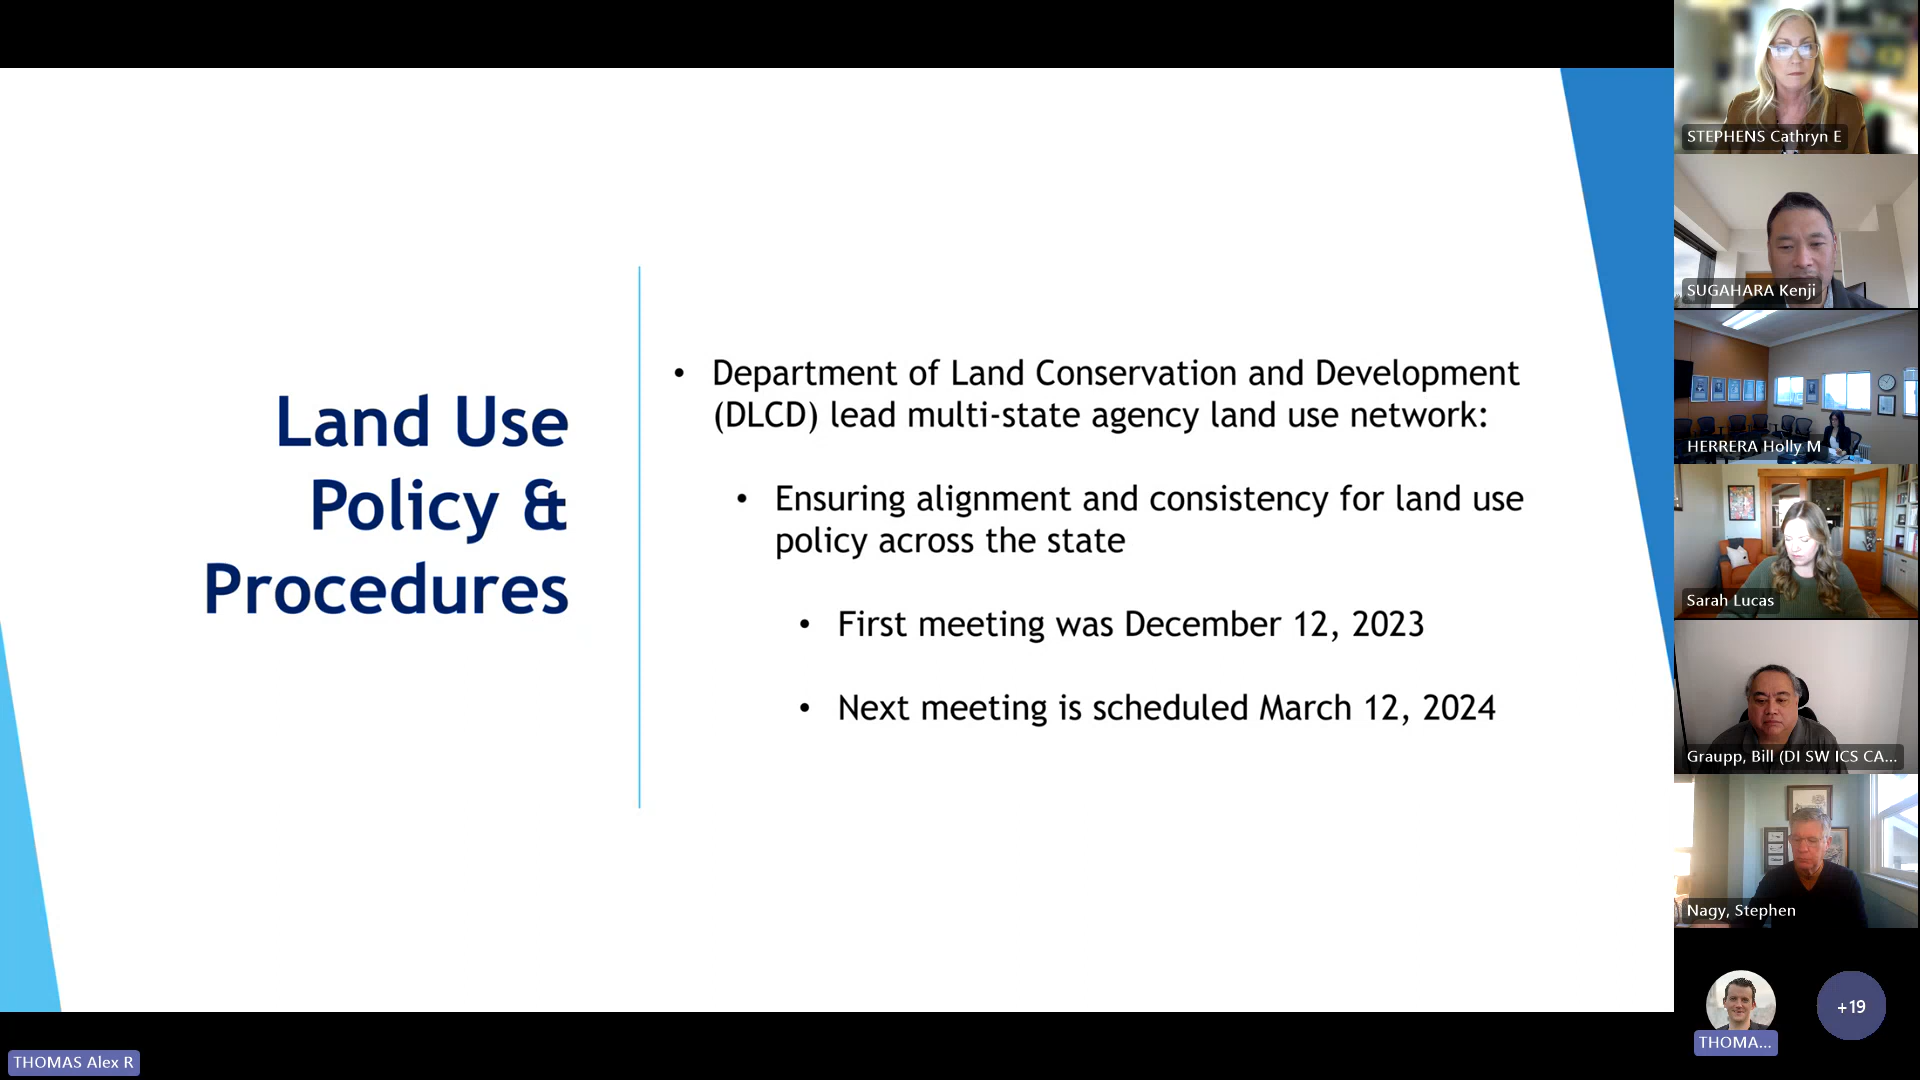 Land Use
Policy &
Procedures
• Department of Land Conservation and Development
(DLCD) lead multi-state agency land use network:
• Ensuring alignment and consistency for land use
policy across the state
• First meeting was December 12, 2023
• Next meeting is scheduled March 12, 2024
STEPHENS Cathryn E
SUGAHARA Kenji
HERRERA Holly M
Sarah Lucas
Graupp, Bill (DI SW ICS CA...
Nagy, Stephen
THOMA...
+19
THOMAS Alex R